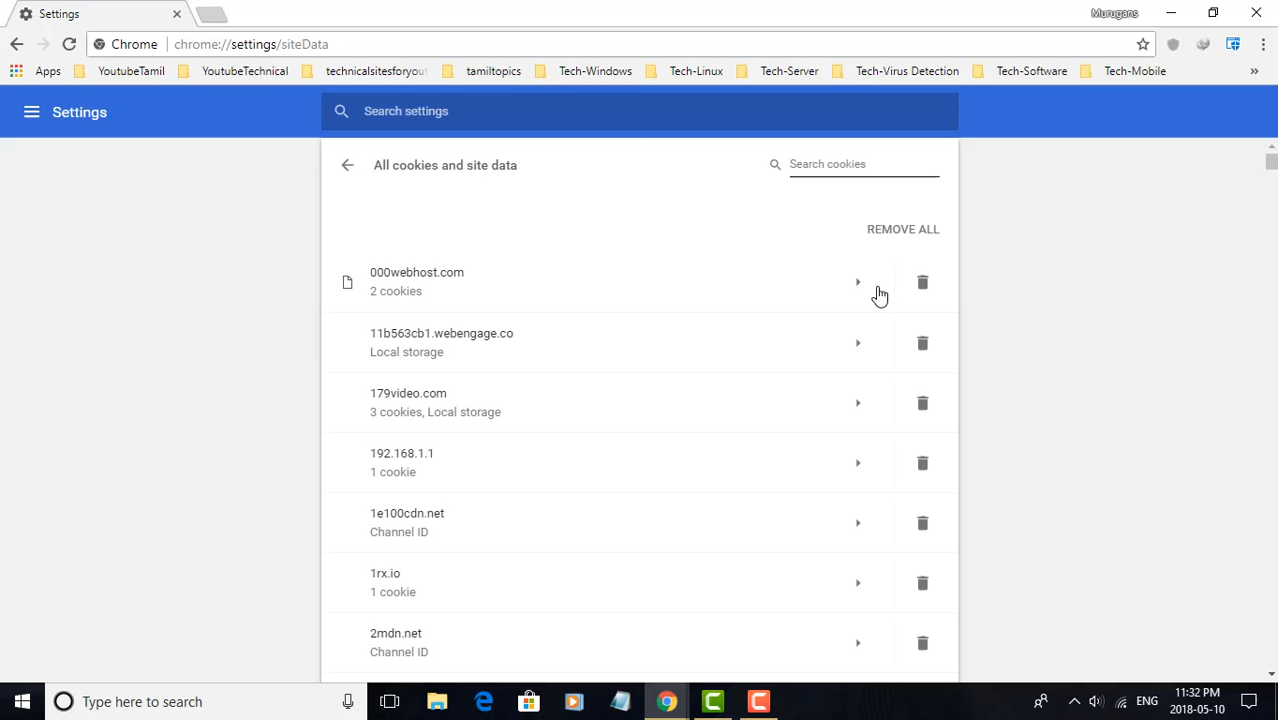 Settings
Murugans
Chrome chrome://settings/siteData
Apps YoutubeTamil YoutubeTechnical technicalsitesforyou tamiltopics Tech-Windows Tech-Linux Tech-Server Tech-Virus Detection Tech-Software Tech-Mobile »
Settings
Search settings
All cookies and site data
Search cookies
REMOVE ALL
000webhost.com
2 cookies
11b563cb1.webengage.co
Local storage
179video.com
3 cookies, Local storage
192.168.1.1
1 cookie
1e100cdn.net
Channel ID
1rx.io
1 cookie
2mdn.net
Channel ID
Type here to search
ENG
11:32 PM
2018-05-10